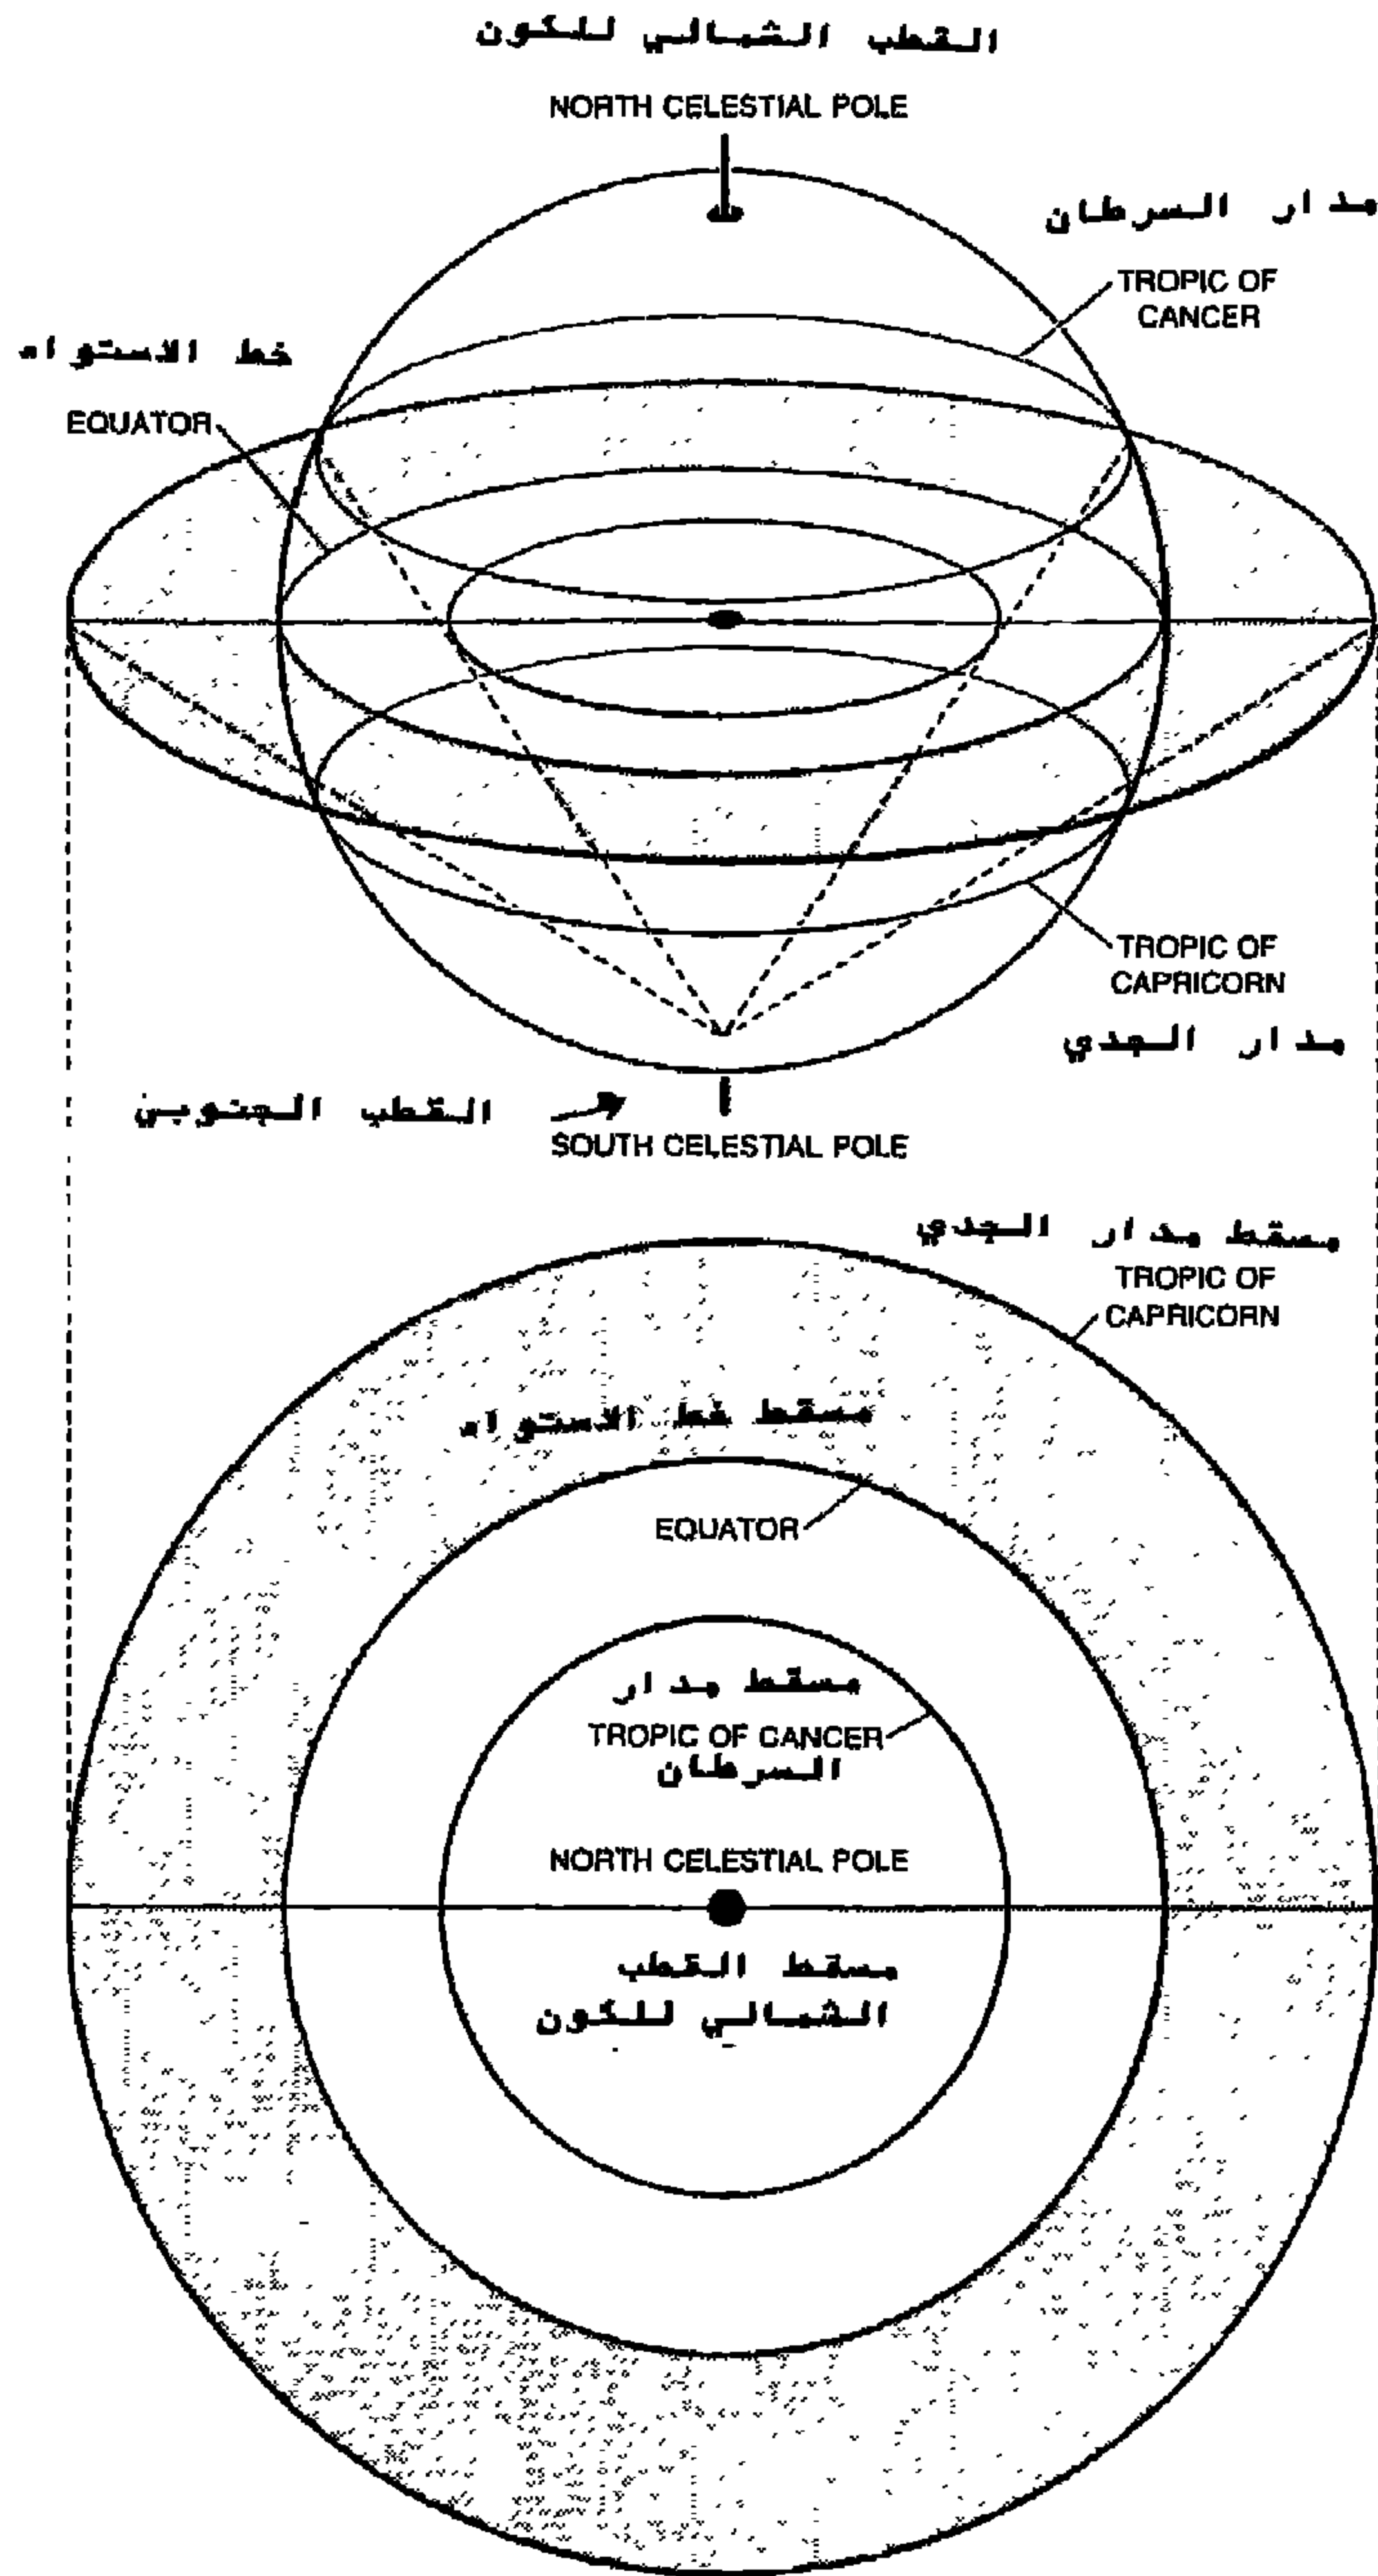 القطب الشمالي للكون
NORTH CELESTIAL POLE
مدار السرطان
TROPIC OF
CANCER
خط الاستواء
EQUATOR
TROPIC OF
CAPRICORN
مدار الجدي
القطب الجنوبي
SOUTH CELESTIAL POLE
مسقط مدار الجدي
TROPIC OF
CAPRICORN
مسقط خط الاستواء
EQUATOR
مسقط مدار
TROPIC OF CANCER
السرطان
NORTH CELESTIAL POLE
مسقط القطب
الشمالي للكون